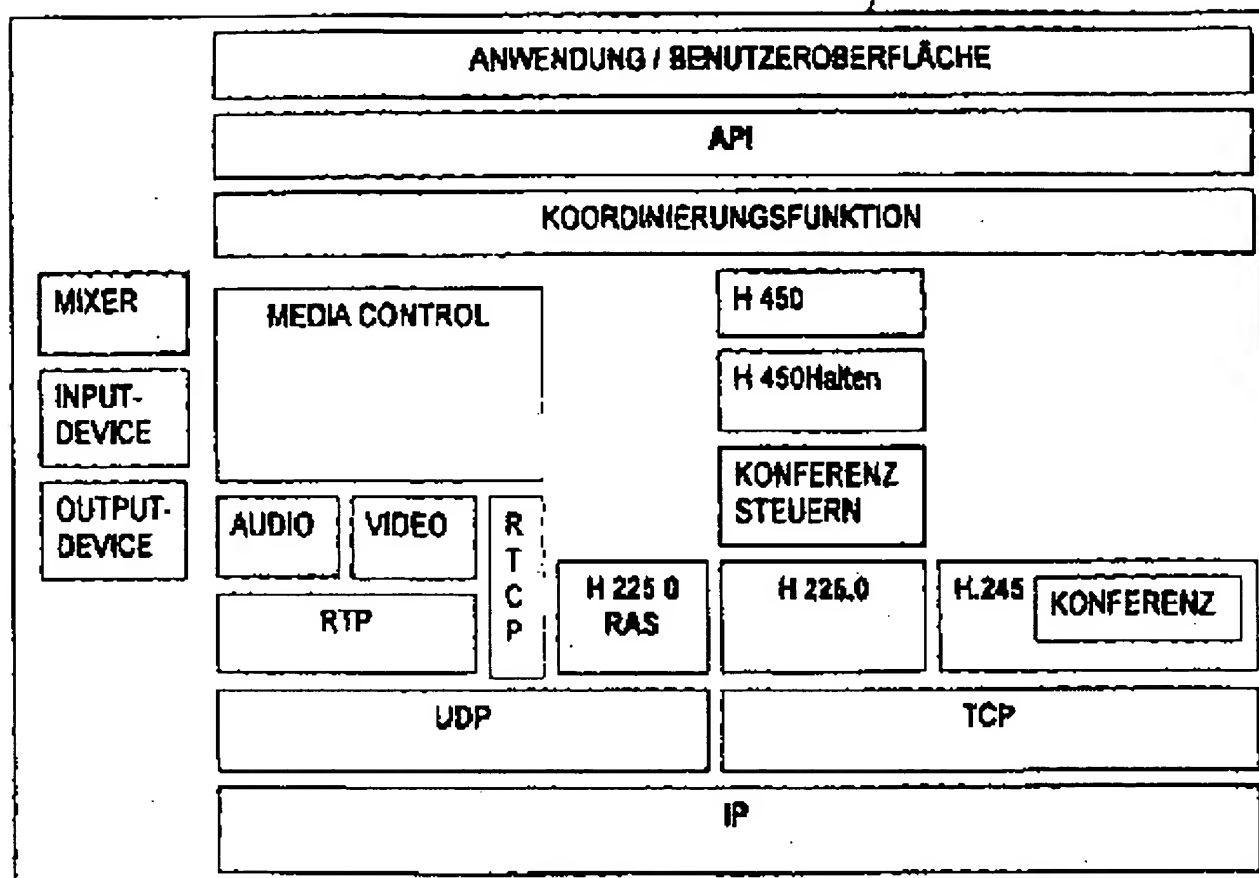 ANWENDUNG / BENUTZEROBERFLÄCHE
API
KOORDINIERUNGSFUNKTION
MIXER
INPUT-
DEVICE
OUTPUT-
DEVICE
MEDIA CONTROL
AUDIO
VIDEO
R
T
C
P
RTP
H 450
H 450Halten
KONFERENZ
STEUERN
H 225 0
RAS
H 225.0
H.245
KONFERENZ
UDP
TCP
IP